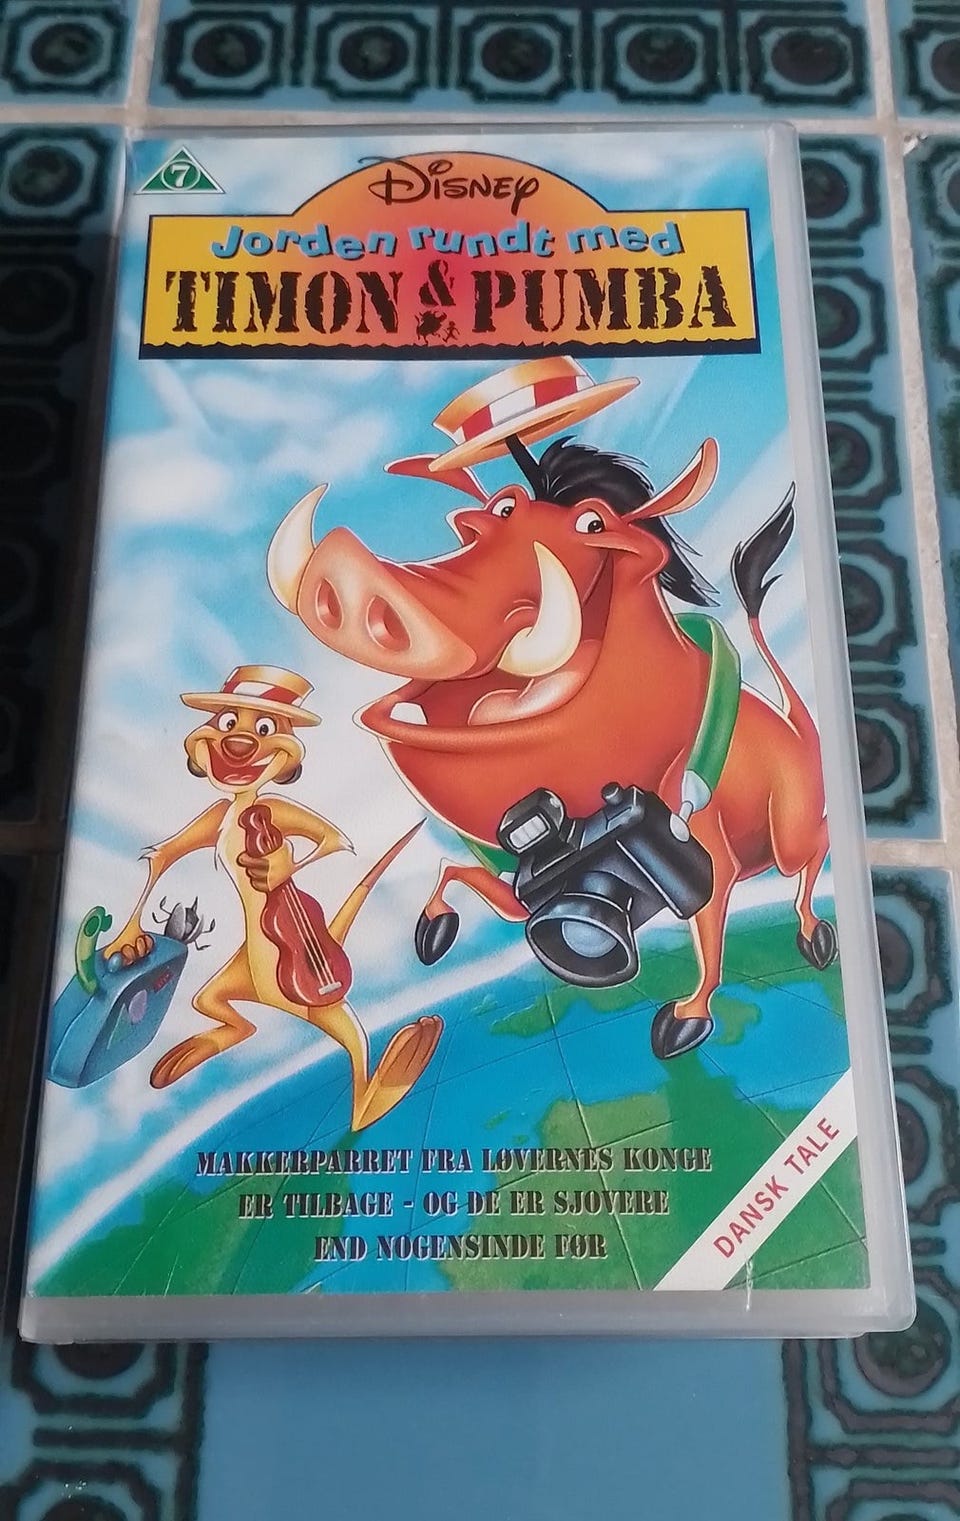 7
DISNEY
Jorden rundt med
TIMON & PUMBA
MAKKERPARRET FRA LØVERNES KONGE
ER TILBAGE - OG DE ER SJOVERE
END NOGENSINDE FØR
DANSK TALE